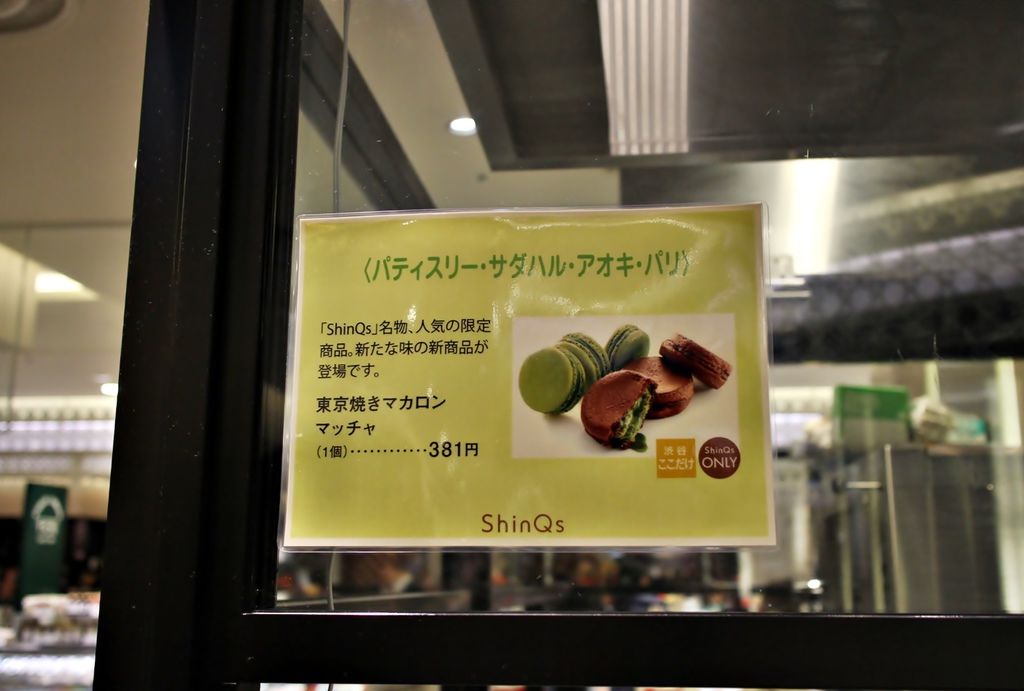 〈パティスリー・サダハル・アオキ・パリ〉
「ShinQs」名物、人気の限定
商品。新たな味の新商品が
登場です。
東京焼きマカロン
マッチャ
（1個）…………381円
渋谷
ここだけ
ShinQs
ONLY
ShinQs